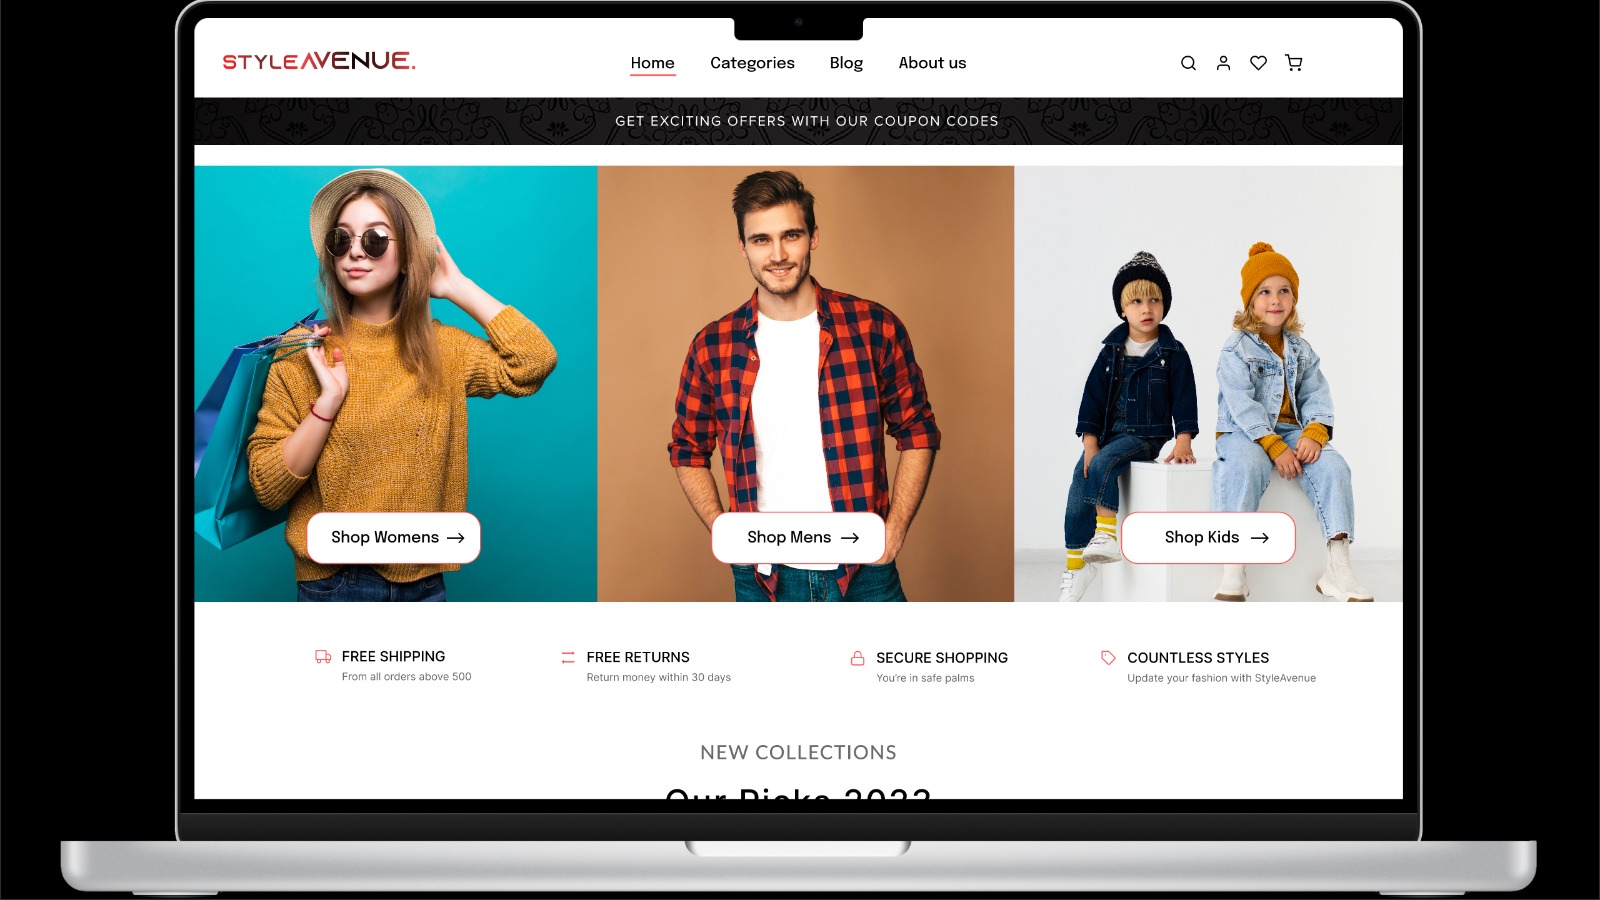 STYLEAVENUE.
Home Categories Blog About us
GET EXCITING OFFERS WITH OUR COUPON CODES
Shop Womens
Shop Mens
Shop Kids
FREE SHIPPING
From all orders above 500
FREE RETURNS
Return money within 30 days
SECURE SHOPPING
You're in safe palms
COUNTLESS STYLES
Update your fashion with StyleAvenue
NEW COLLECTIONS
Our Picks